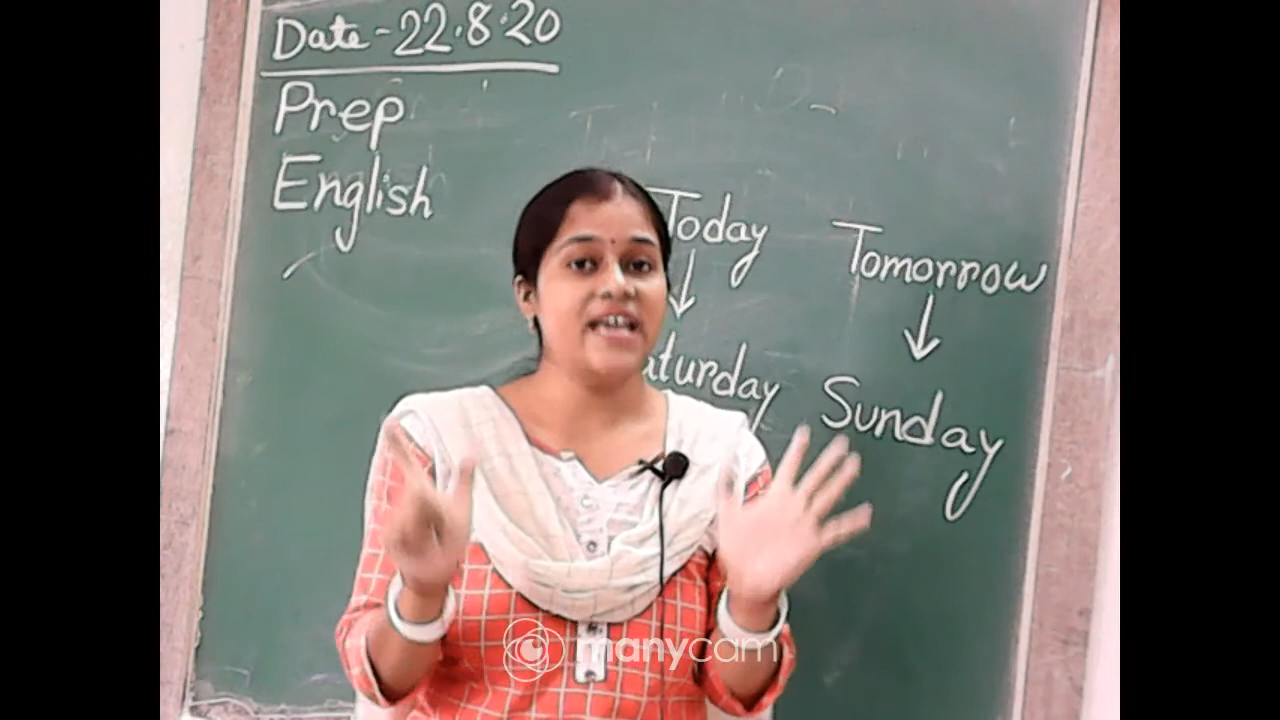 Date - 22.8.20
Prep
English
Today
Tomorrow
aturday
Sunday
manycam